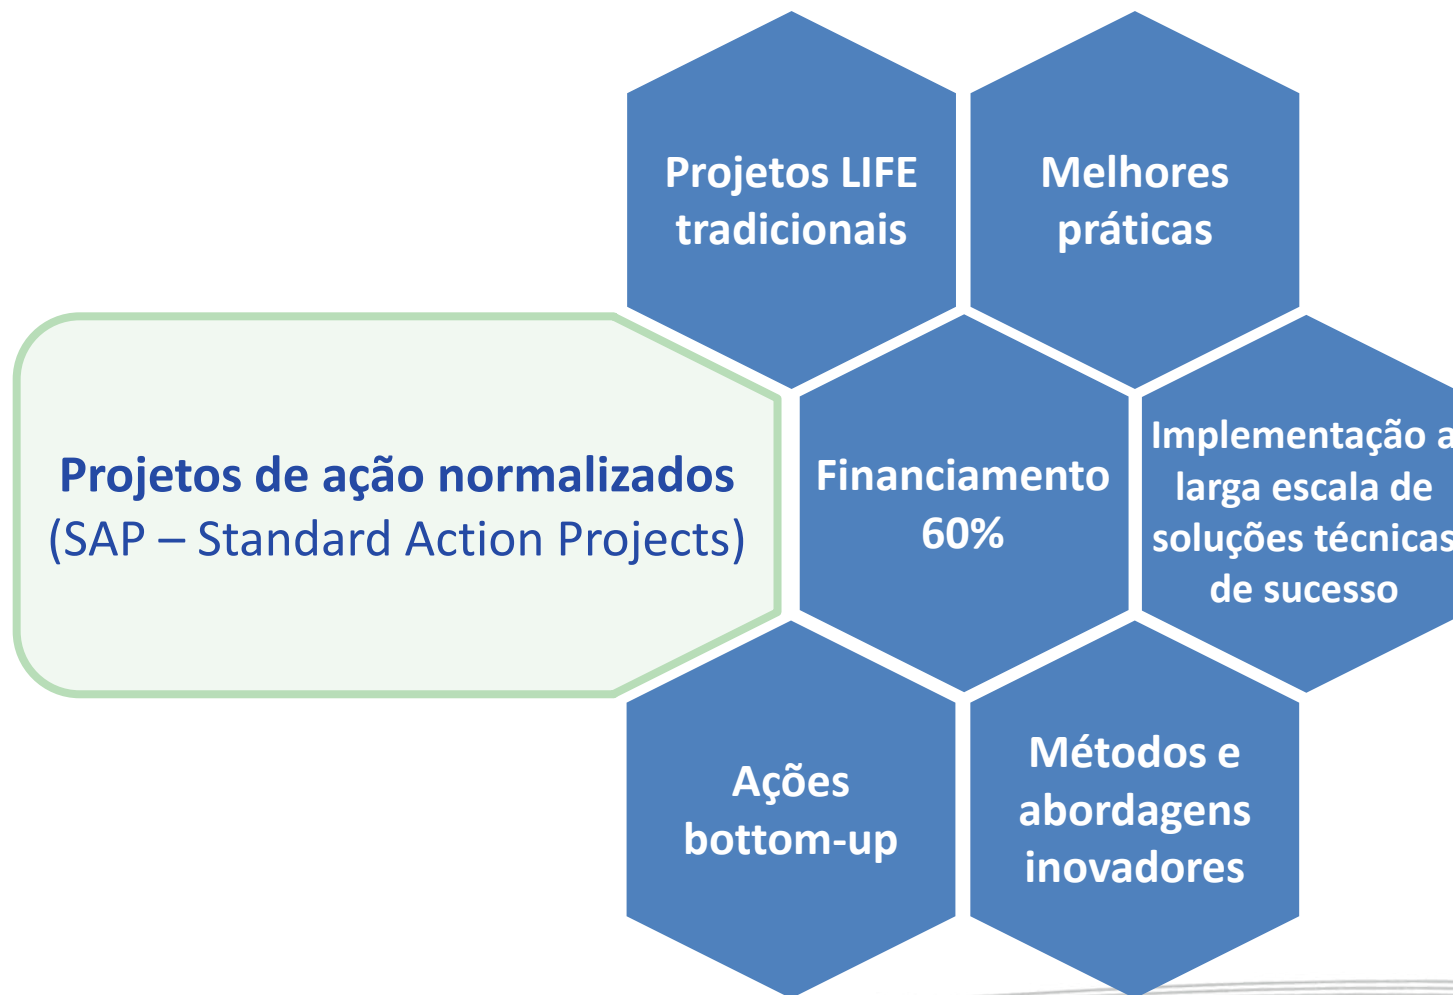 Projetos LIFE
tradicionais
Melhores
práticas
Projetos de ação normalizados
(SAP – Standard Action Projects)
Financiamento
60%
Implementação a
larga escala de
soluções técnicas
de sucesso
Ações
bottom-up
Métodos e
abordagens
inovadores